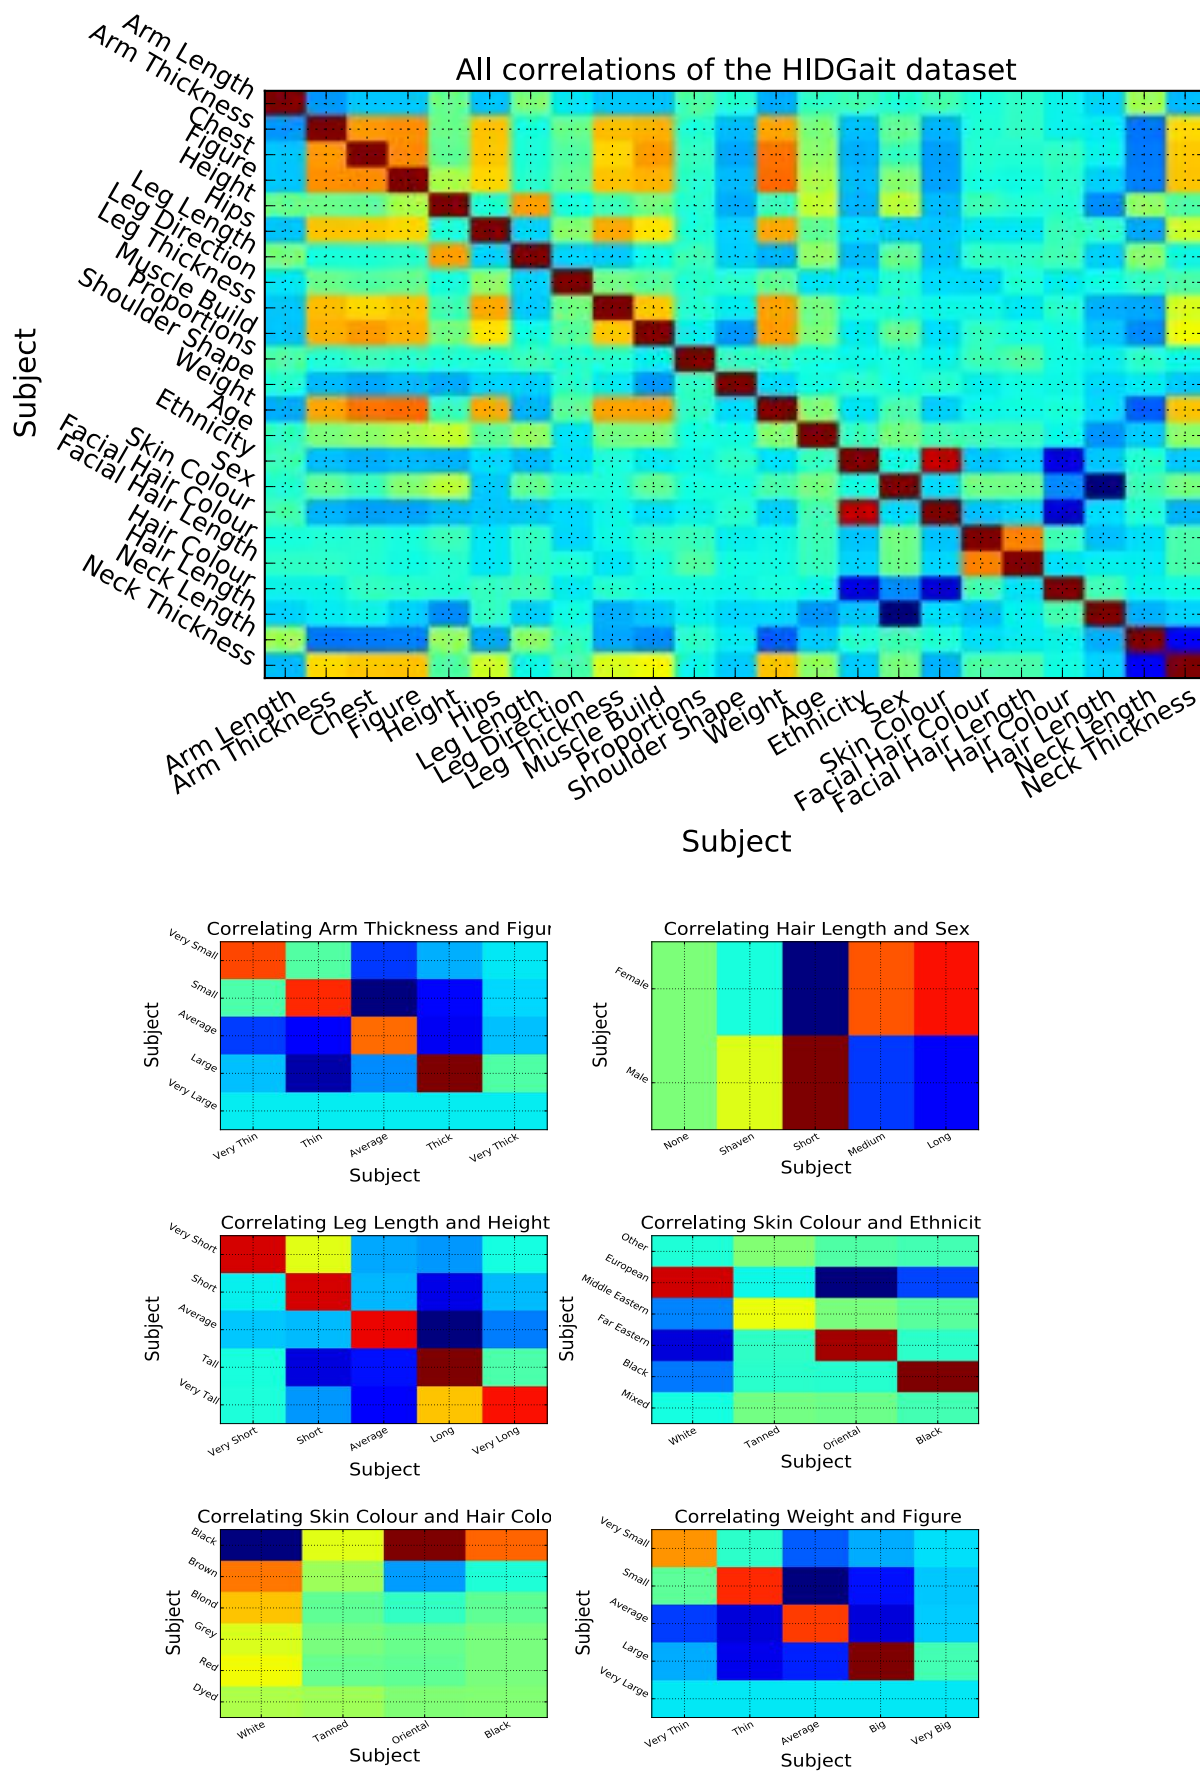 All correlations of the HIDGait dataset
Subject
Arm Length
Arm Thickness
Chest
Figure
Height
Hips
Leg Length
Leg Direction
Leg Thickness
Muscle Build
Proportions
Shoulder Shape
Weight
Age
Ethnicity
Sex
Skin Colour
Facial Hair Colour
Facial Hair Length
Hair Colour
Hair Length
Neck Length
Neck Thickness
Arm Length
Arm Thickness
Chest
Figure
Height
Hips
Leg Length
Leg Direction
Leg Thickness
Muscle Build
Proportions
Shoulder Shape
Weight
Age
Ethnicity
Sex
Skin Colour
Facial Hair Colour
Facial Hair Length
Hair Colour
Hair Length
Neck Length
Neck Thickness
Subject
Correlating Arm Thickness and Figur
Subject
Very Small
Small
Average
Large
Very Large
Very Thin
Thin
Average
Thick
Very Thick
Subject
Correlating Hair Length and Sex
Subject
Female
Male
None
Shaven
Short
Medium
Long
Subject
Correlating Leg Length and Height
Subject
Very Short
Short
Average
Tall
Very Tall
Very Short
Short
Average
Long
Very Long
Subject
Correlating Skin Colour and Ethnicit
Subject
Other
European
Middle Eastern
Far Eastern
Black
Mixed
White
Tanned
Oriental
Black
Subject
Correlating Skin Colour and Hair Colo
Subject
Black
Brown
Blond
Grey
Red
Dyed
White
Tanned
Oriental
Black
Subject
Correlating Weight and Figure
Subject
Very Small
Small
Average
Large
Very Large
Very Thin
Thin
Average
Big
Very Big
Subject